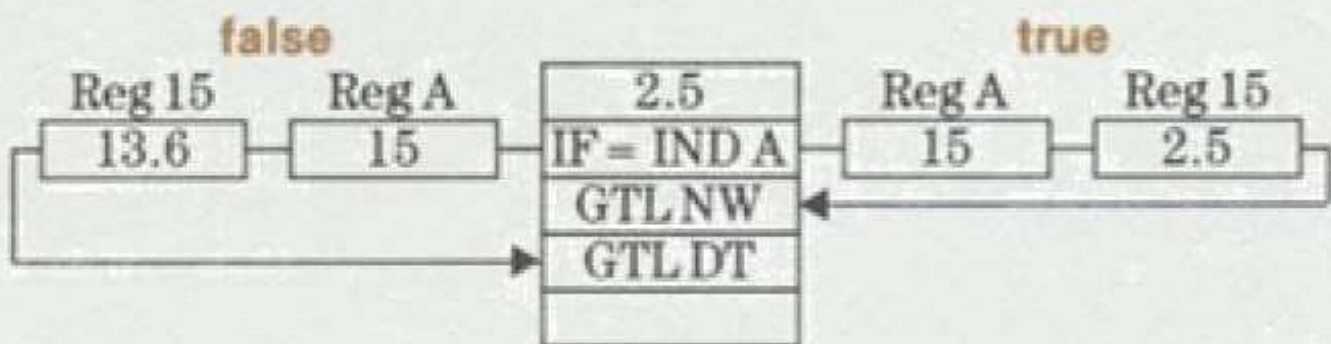 false true
Reg 15 Reg A 2.5 Reg A Reg 15
13.6 15 IF = IND A 15 2.5
GTL NW
GTL DT